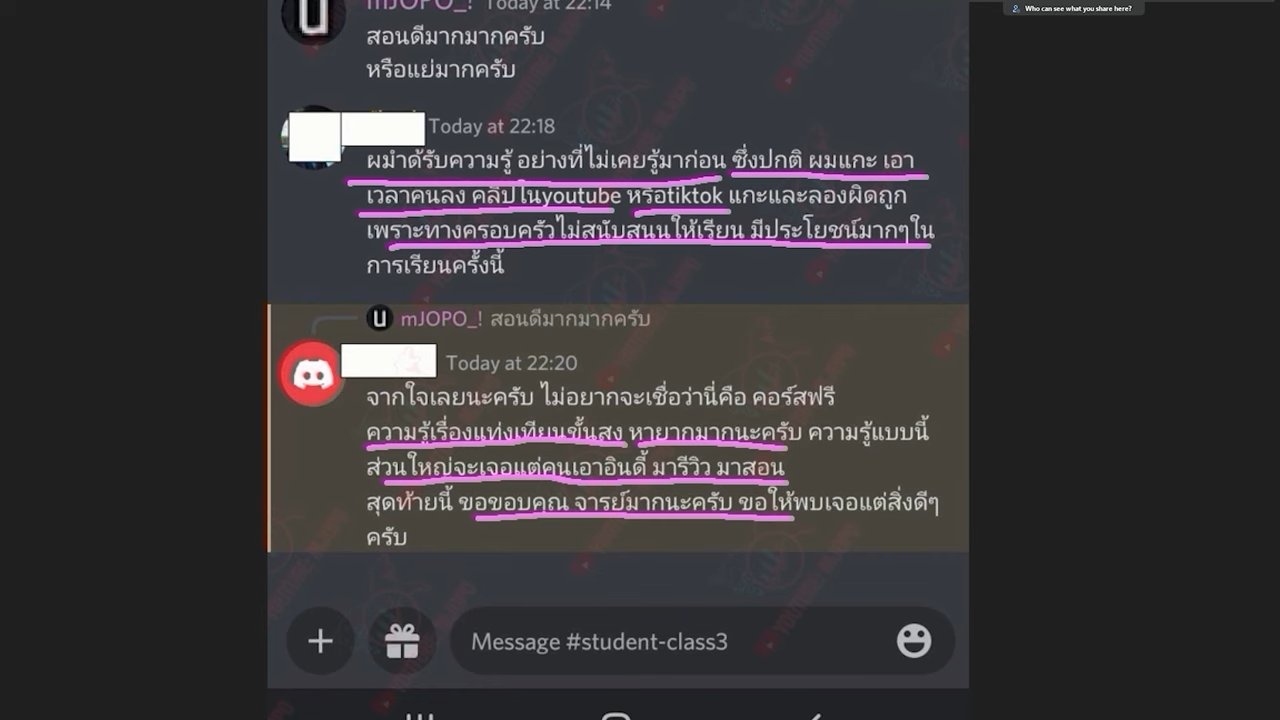 Who can see what you share here?
mJOPO_! Today at 22:14
สอนดีมากมากครับ
หรือแย่มากครับ
Today at 22:18
ผมำด้รับความรู้ อย่างที่ไม่เคยรู้มาก่อน ซึ่งปกติ ผมแกะ เอา
เวลาคนลง คลิปในyoutube หรือtiktok แกะและลองผิดถูก
เพราะทางครอบครัวไม่สนับสนนให้เรียน มีประโยชน์มากๆใน
การเรียนครั้งนี้
mJOPO_! สอนดีมากมากครับ
Today at 22:20
จากใจเลยนะครับ ไม่อยากจะเชื่อว่านี่คือ คอร์สฟรี
ความรู้เรื่องแท่งเทียนขั้นสูง หายากมากนะครับ ความรู้แบบนี้
ส่วนใหญ่จะเจอแต่คนเอาอินดี้ มารีวิว มาสอน
สุดท้ายนี้ ขอขอบคุณ จารย์มากนะครับ ขอให้พบเจอแต่สิ่งดีๆ
ครับ
Message #student-class3